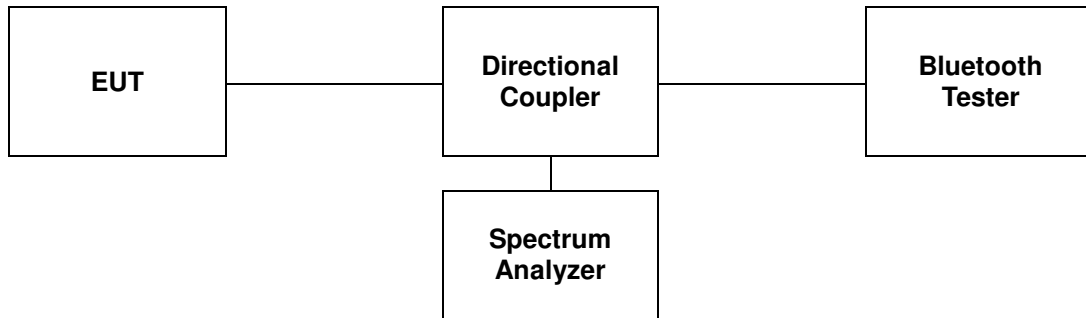 EUT
Directional
Coupler
Bluetooth
Tester
Spectrum
Analyzer